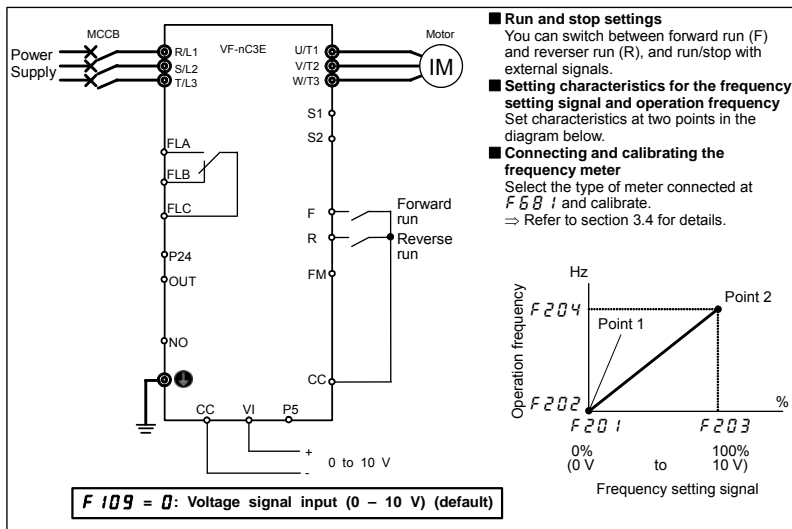 MCCB
Power
Supply
R/L1
S/L2
T/L3
VF-nC3E
U/T1
V/T2
W/T3
Motor
IM
S1
S2
FLA
FLB
FLC
F
R
Forward
run
Reverse
run
P24
OUT
FM
NO
CC
CC
VI
P5
+
-
0 to 10 V
F109 = 0: Voltage signal input (0 – 10 V) (default)
■ Run and stop settings
You can switch between forward run (F)
and reverser run (R), and run/stop with
external signals.
■ Setting characteristics for the frequency
setting signal and operation frequency
Set characteristics at two points in the
diagram below.
■ Connecting and calibrating the
frequency meter
Select the type of meter connected at
F681 and calibrate.
⇒ Refer to section 3.4 for details.
Hz
Operation frequency
F204
Point 1
Point 2
F202
%
F201
F203
0%
(0 V
to
100%
10 V)
Frequency setting signal